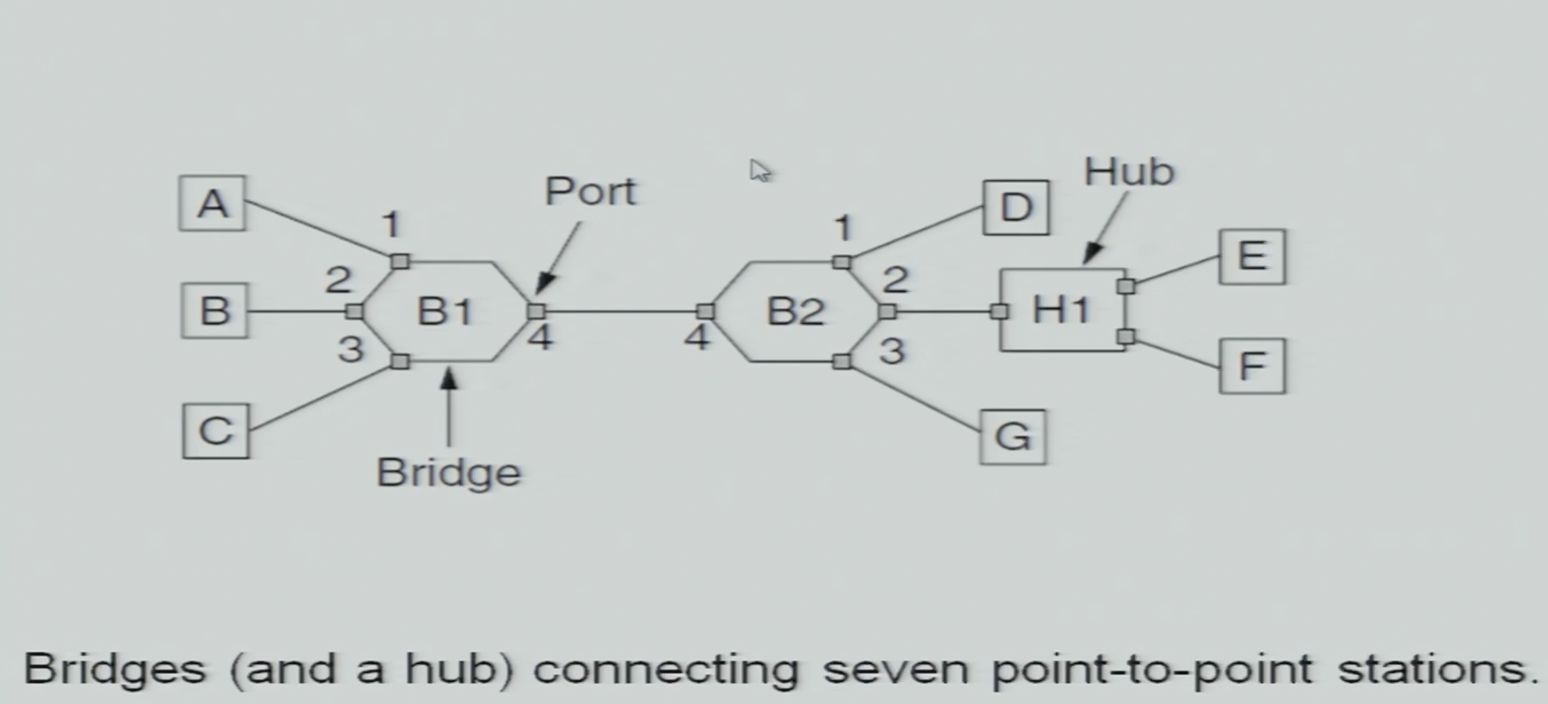 Hub
Port
A
D
1
1
E
2
2
B
B1
B2
H1
3
4
4
3
F
C
G
Bridge
Bridges (and a hub) connecting seven point-to-point stations.